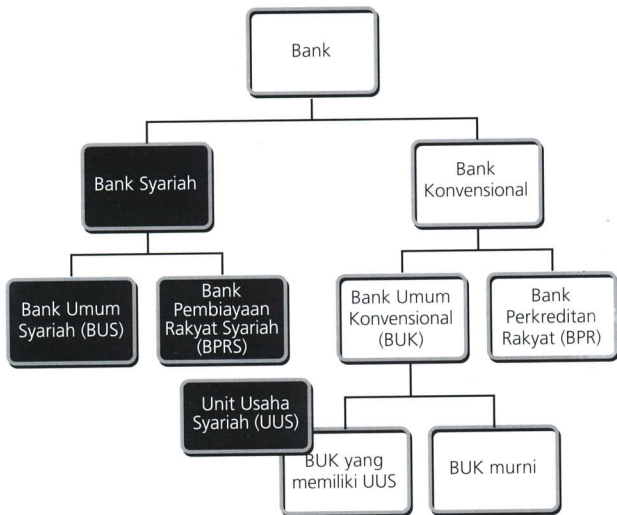 Bank
Bank Syariah
Bank
Konvensional
Bank Umum
Syariah (BUS)
Bank
Pembiayaan
Rakyat Syariah
(BPRS)
Bank Umum
Konvensional
(BUK)
Bank
Perkreditan
Rakyat (BPR)
Unit Usaha
Syariah (UUS)
BUK yang
memiliki UUS
BUK murni